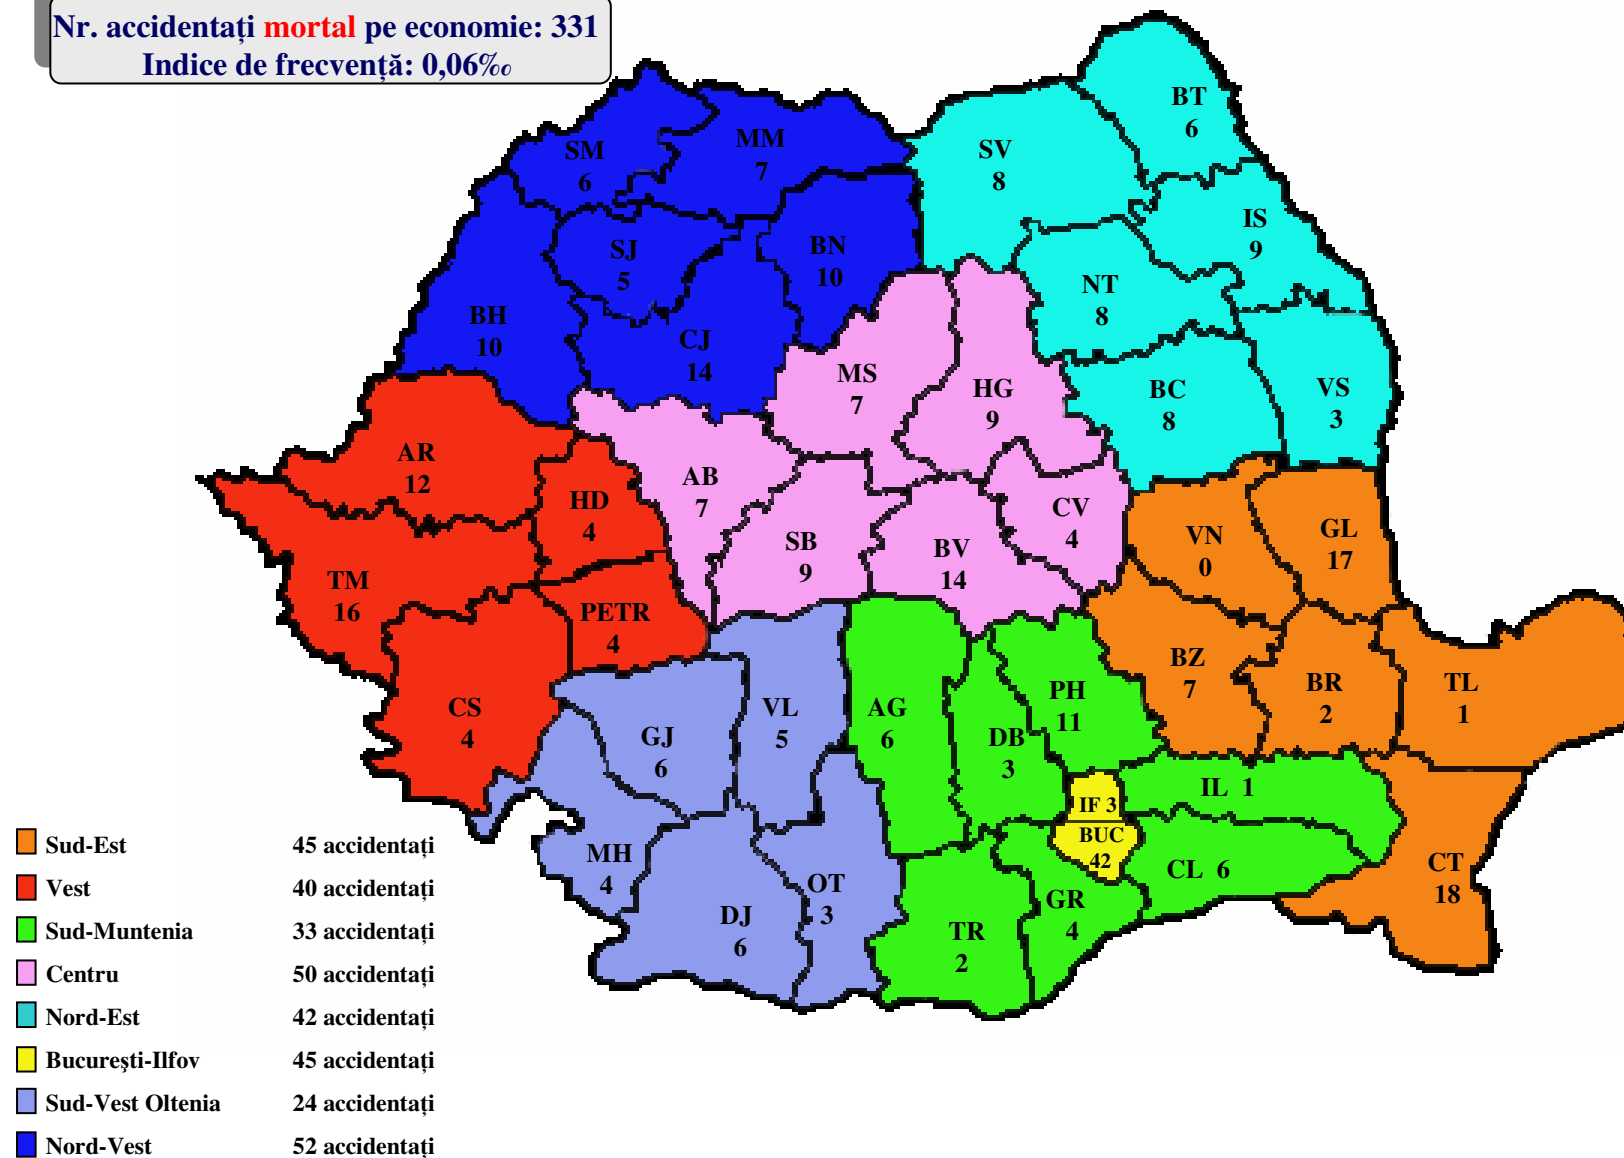 Nr. accidentați mortal pe economie: 331
Indice de frecvență: 0,06‰
BT
6
SV
8
MM
7
SM
6
IS
9
SJ
5
BN
10
NT
8
BH
10
CJ
14
MS
7
HG
9
BC
8
VS
3
AR
12
AB
7
HD
4
CV
4
VN
0
GL
17
SB
9
BV
14
TM
16
PETR
4
BZ
7
BR
2
TL
1
CS
4
GJ
6
VL
5
AG
6
PH
11
DB
3
IL 1
IF 3
BUC
42
CL 6
CT
18
MH
4
OT
3
DJ
6
GR
4
TR
2
Sud-Est 45 accidentați
Vest 40 accidentați
Sud-Muntenia 33 accidentați
Centru 50 accidentați
Nord-Est 42 accidentați
Bucureşti-Ilfov 45 accidentați
Sud-Vest Oltenia 24 accidentați
Nord-Vest 52 accidentați